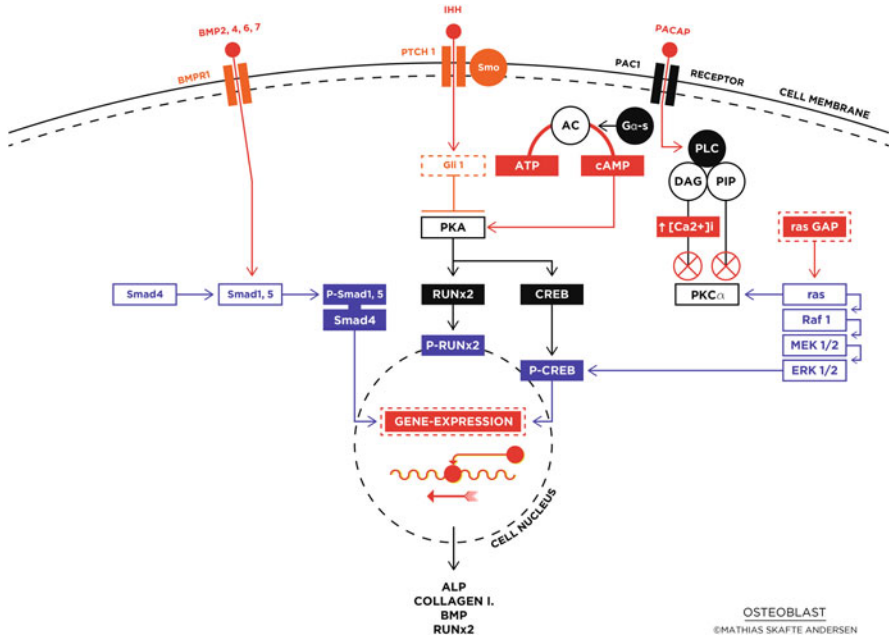 IHH
BMP2, 4, 6, 7
PACAP
PTCH 1
Smo
BMPR1
PAC1
RECEPTOR
CELL MEMBRANE
AC
Gα-s
PLC
Gli 1
ATP
cAMP
DAG
PIP
PKA
↑ [Ca2+]i
ras GAP
Smad4
Smad1, 5
P-Smad1, 5
Smad4
RUNx2
CREB
PKCα
ras
Raf 1
P-RUNx2
MEK 1/2
P-CREB
ERK 1/2
GENE-EXPRESSION
CELL NUCLEUS
ALP
COLLAGEN I.
BMP
RUNx2
OSTEOBLAST
©MATHIAS SKAFTE ANDERSEN